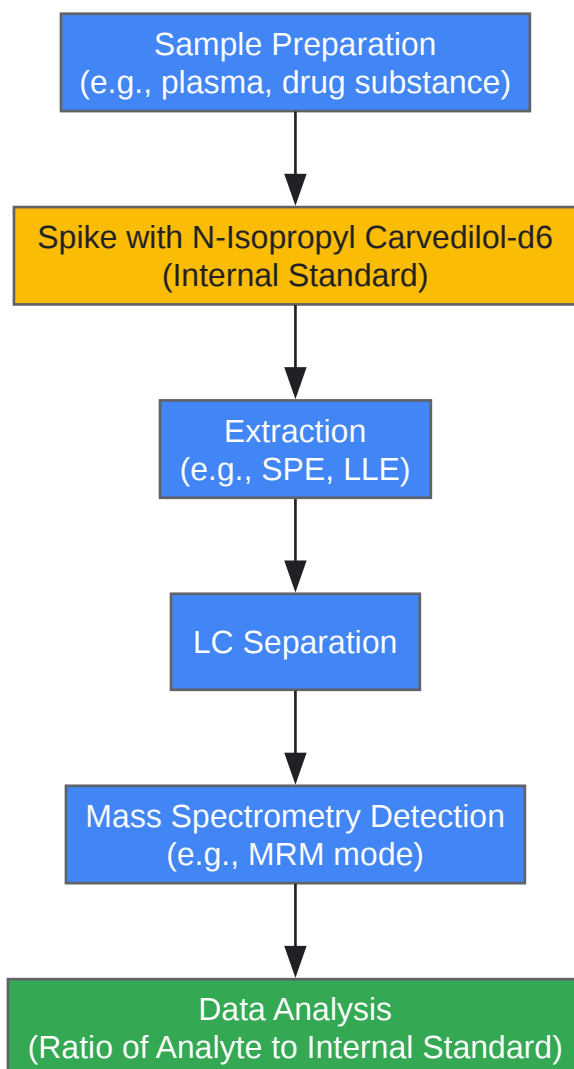 Sample Preparation
(e.g., plasma, drug substance)
Spike with N-Isopropyl Carvedilol-d6
(Internal Standard)
Extraction
(e.g., SPE, LLE)
LC Separation
Mass Spectrometry Detection
(e.g., MRM mode)
Data Analysis
(Ratio of Analyte to Internal Standard)